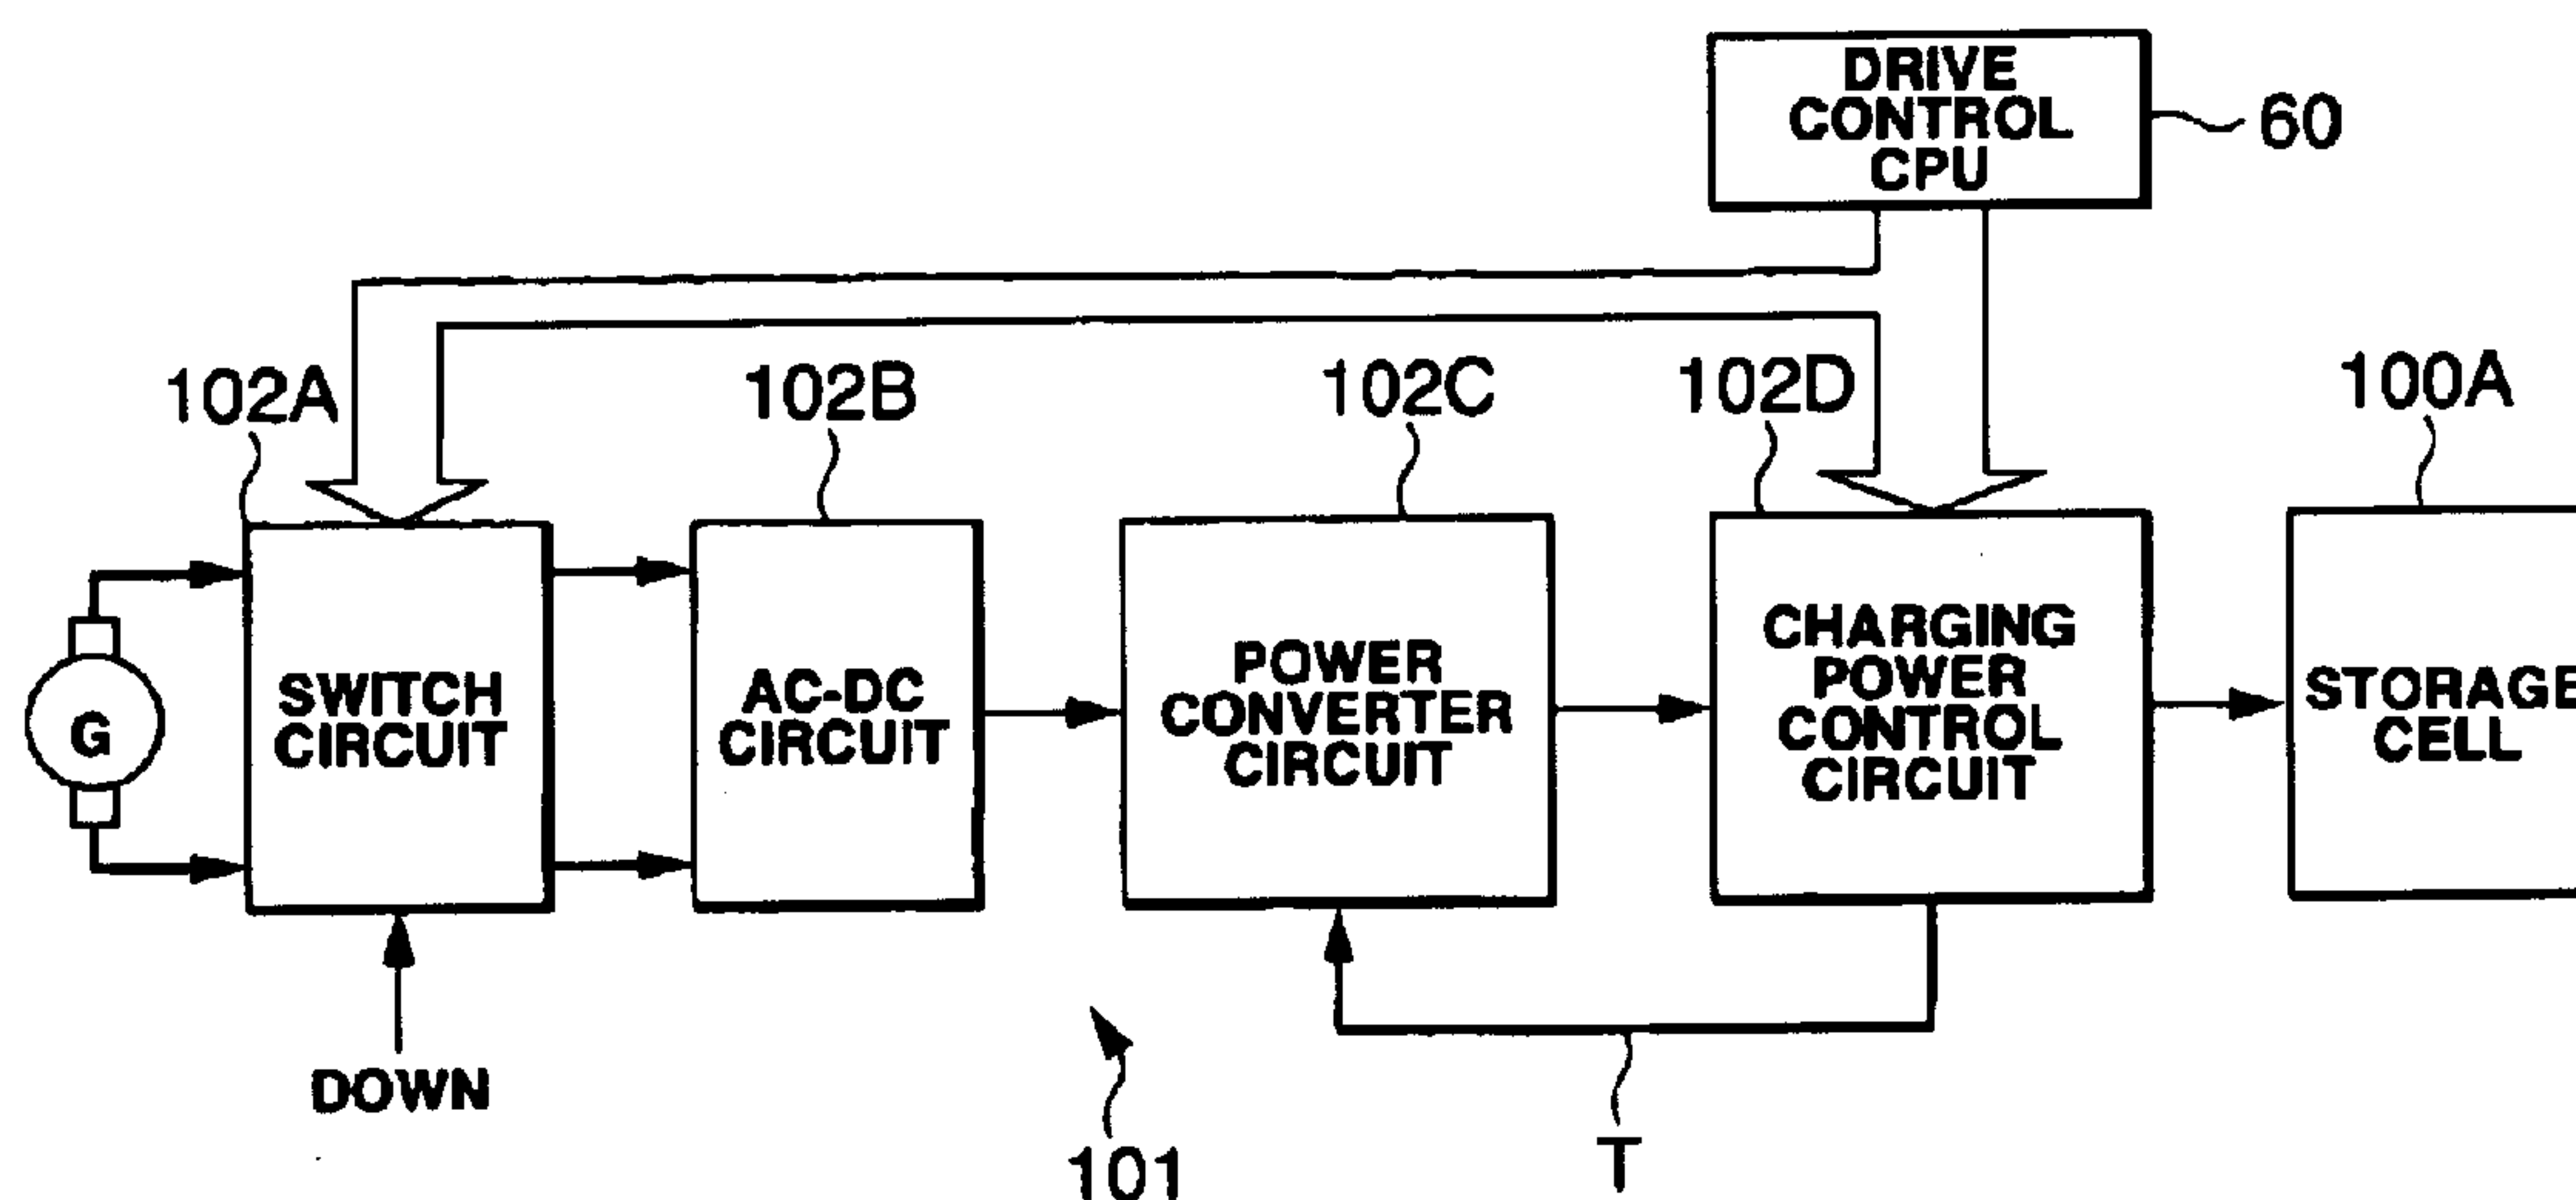 DRIVE
CONTROL
CPU
60
102A
102B
102C
102D
100A
G
SWITCH
CIRCUIT
AC-DC
CIRCUIT
POWER
CONVERTER
CIRCUIT
CHARGING
POWER
CONTROL
CIRCUIT
STORAGE
CELL
DOWN
101
T